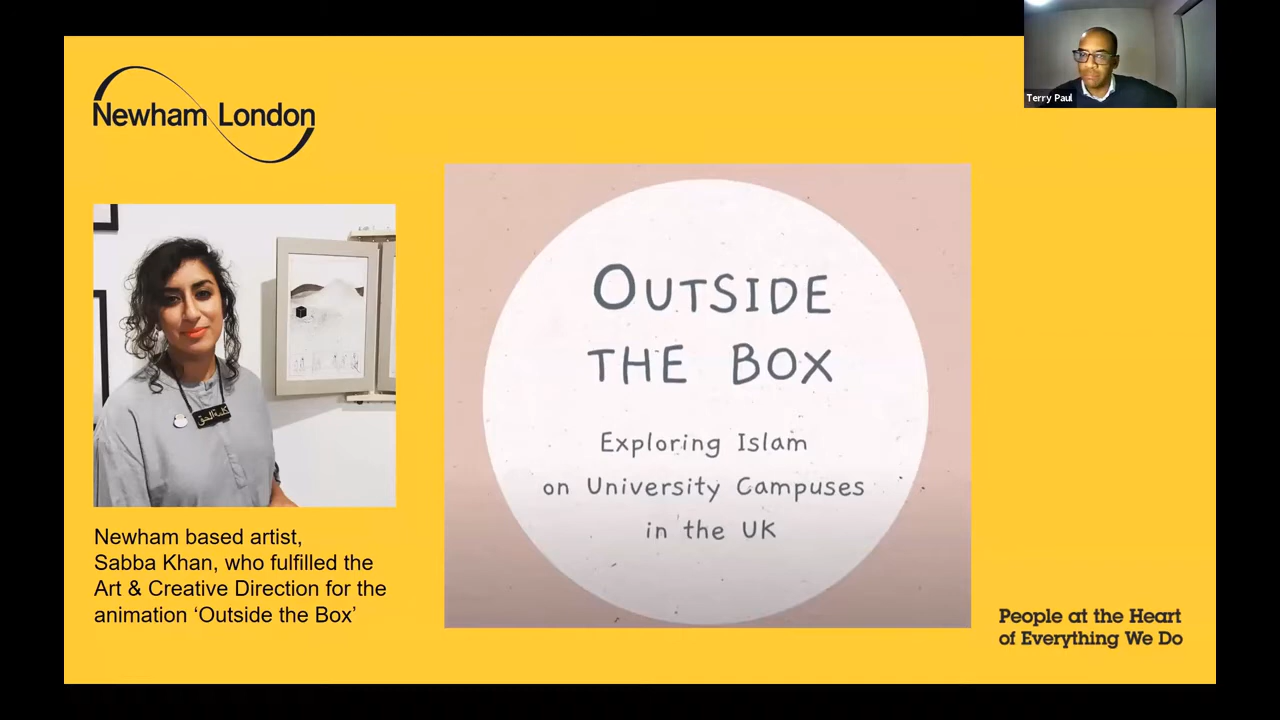 Newham London
Terry Paul
OUTSIDE
THE BOX
Exploring Islam
on University Campuses
in the UK
كلمة الحق
Newham based artist,
Sabba Khan, who fulfilled the
Art & Creative Direction for the
animation ‘Outside the Box’
People at the Heart
of Everything We Do